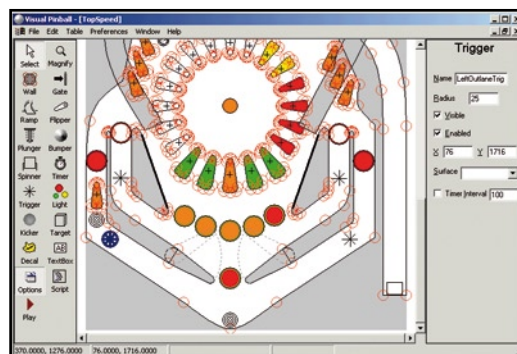 Visual Pinball - [TopSpeed]
File Edit Table Preferences Window Help
Select Magnify
Wall Gate
Ramp Flipper
Plunger Bumper
Spinner Timer
Trigger Light
Kicker Target
Decal TextBox
Options Script
Play
Trigger
Name LeftOutlaneTrig
Radius 25
Visible
Enabled
X 76 Y 1716
Surface
Timer Interval 100
370.0000, 1276.0000 76.0000, 1716.0000